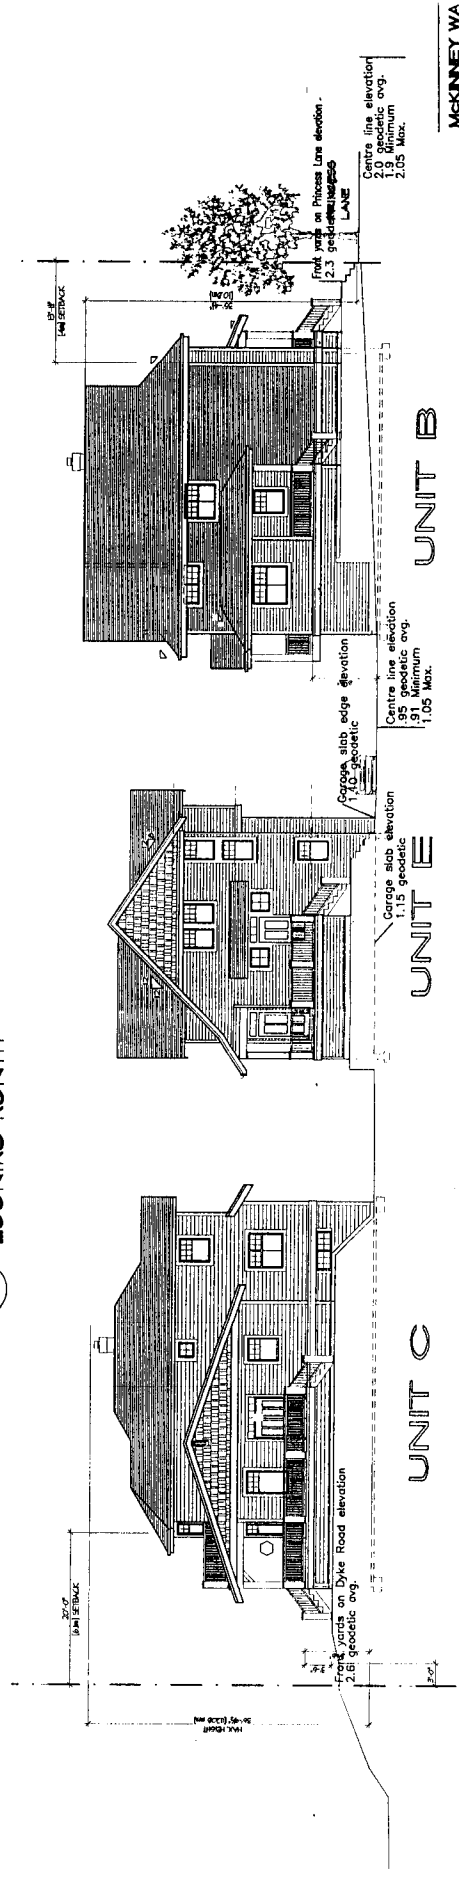 UNIT C
UNIT E
UNIT B
20'-0"
SETBACK
MAX. HEIGHT
Front yards on Dyke Road elevation
2.61 geodetic avg.
3'-0"
Garage slab elevation
1.15 geodetic
Garage slab edge elevation
1.40 geodetic
Centre line elevation
.95 geodetic avg.
.91 Minimum
1.05 Max.
SETBACK
Front yards on Princess Lane elevation -
2.3
LANE
Centre line elevation
2.0 geodetic avg.
1.9 Minimum
2.05 Max.
McKINNEY WA